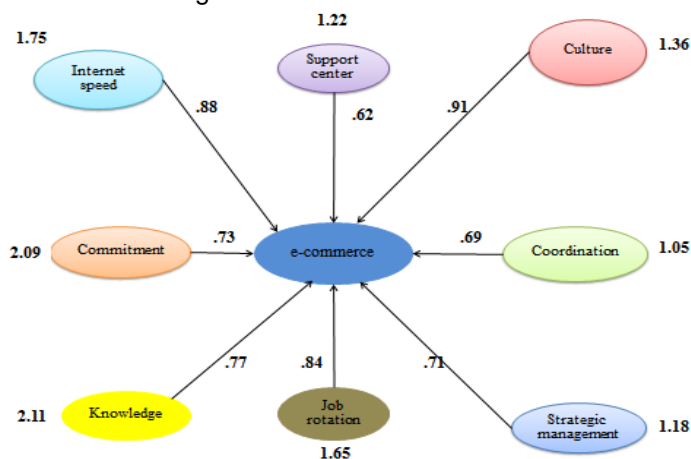 1.75
Internet
speed
1.22
Support
center
Culture
1.36
.88
.62
.91
2.09
Commitment
.73
e-commerce
.69
Coordination
1.05
.77
.84
.71
2.11
Knowledge
Job
rotation
1.65
Strategic
management
1.18